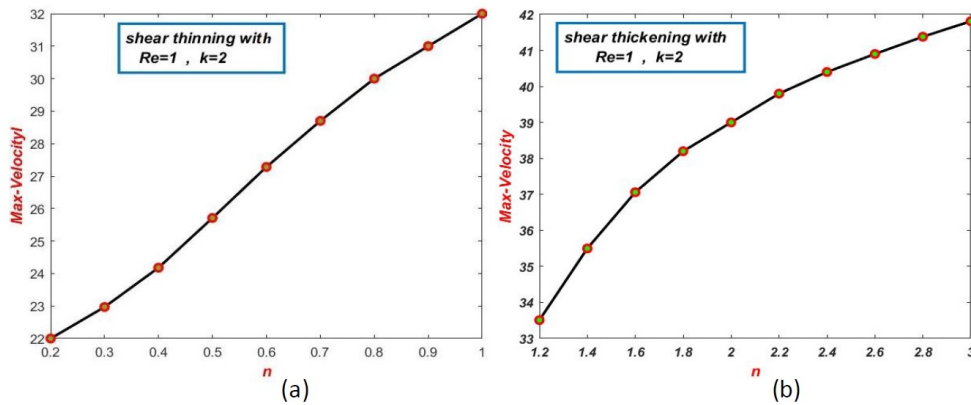 32
31
30
29
28
27
26
25
24
23
22
shear thinning with
Re=1 , k=2
Max-Velocityl
0.2 0.3 0.4 0.5 0.6 0.7 0.8 0.9 1
n
(a)
42
41
40
39
38
37
36
35
34
33
shear thickening with
Re=1 , k=2
Max-Velocity
1.2 1.4 1.6 1.8 2 2.2 2.4 2.6 2.8 3
n
(b)